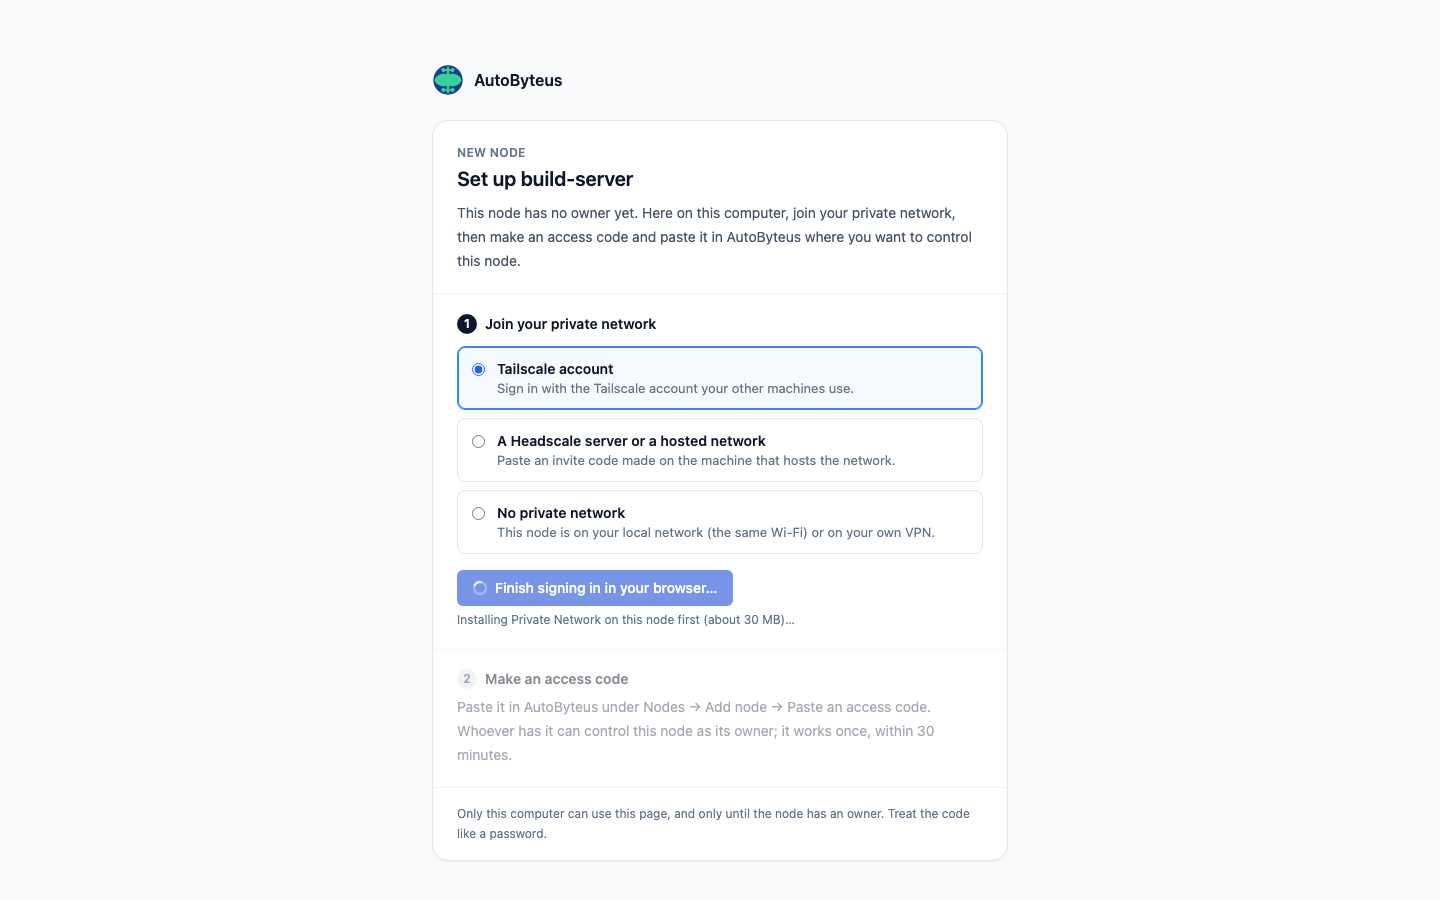 AutoByteus
NEW NODE
Set up build-server
This node has no owner yet. Here on this computer, join your private network,
then make an access code and paste it in AutoByteus where you want to control
this node.
1 Join your private network
Tailscale account
Sign in with the Tailscale account your other machines use.
A Headscale server or a hosted network
Paste an invite code made on the machine that hosts the network.
No private network
This node is on your local network (the same Wi-Fi) or on your own VPN.
Finish signing in in your browser...
Installing Private Network on this node first (about 30 MB)...
2 Make an access code
Paste it in AutoByteus under Nodes → Add node → Paste an access code.
Whoever has it can control this node as its owner; it works once, within 30
minutes.
Only this computer can use this page, and only until the node has an owner. Treat the code
like a password.